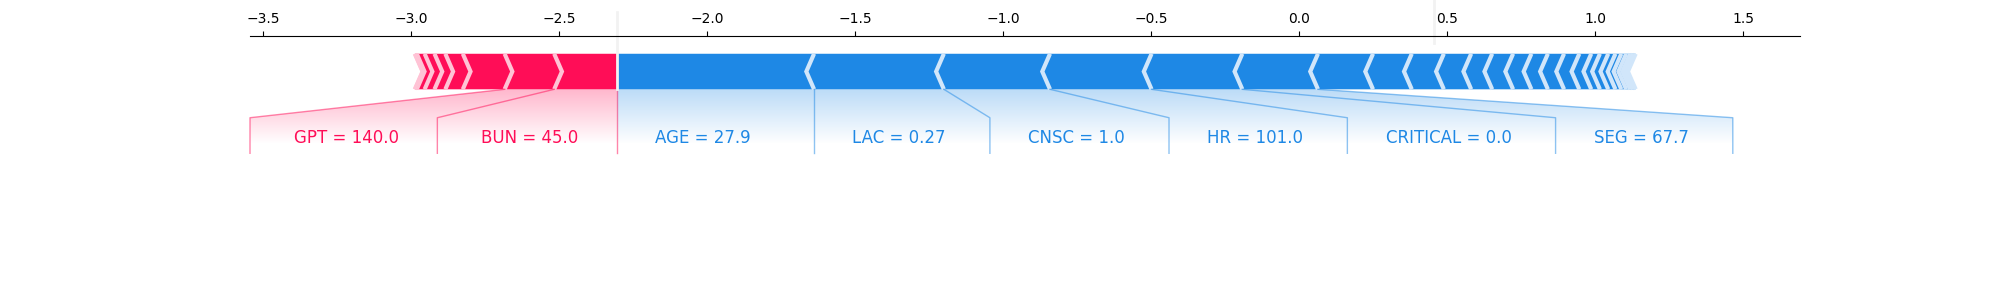 −3.5 −3.0 −2.5 −2.0 −1.5 −1.0 −0.5 0.0 0.5 1.0 1.5
GPT = 140.0 BUN = 45.0 AGE = 27.9 LAC = 0.27 CNSC = 1.0 HR = 101.0 CRITICAL = 0.0 SEG = 67.7